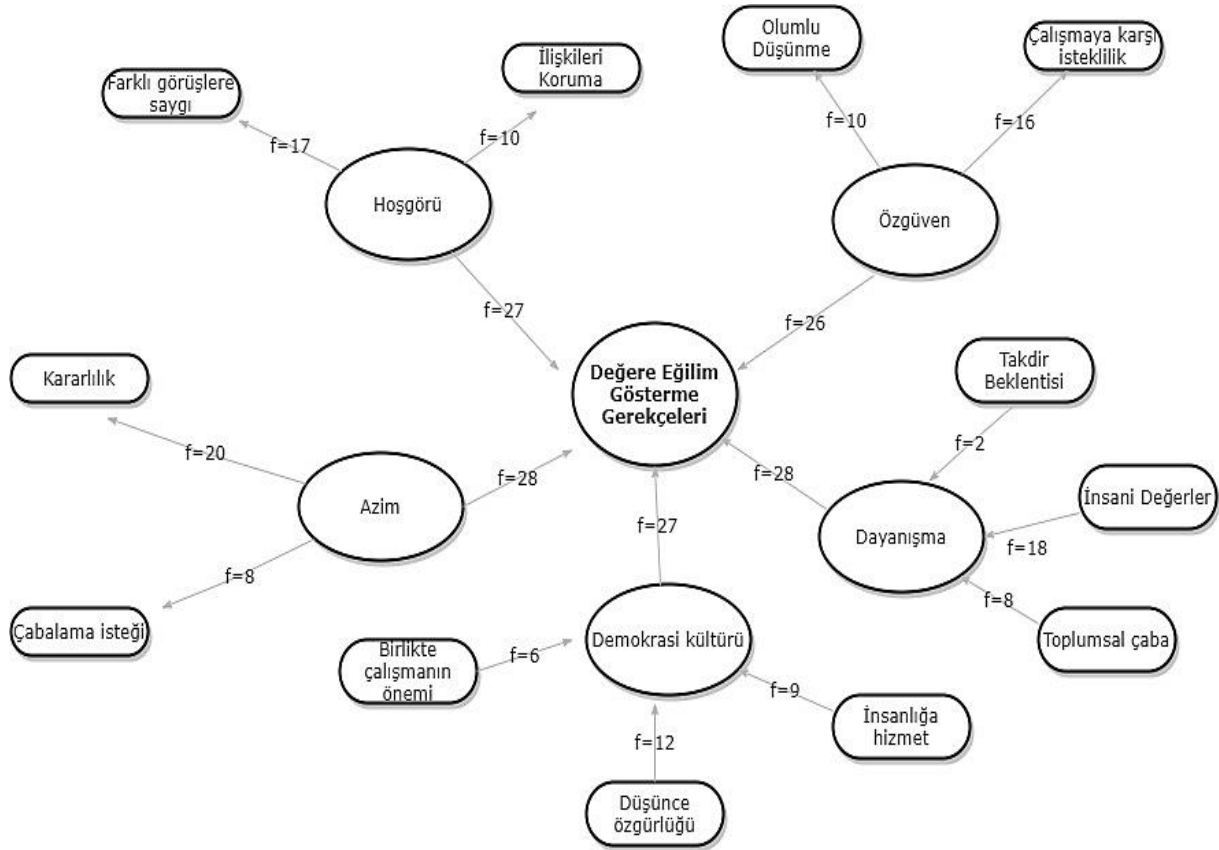 Olumlu
Düşünme
Çalışmaya karşı
isteklilik
İlişkileri
Koruma
Farklı görüşlere
saygı
f=10
f=16
f=17
f=10
Hoşgörü
Özgüven
f=27
f=26
Değere Eğilim
Gösterme
Gerekçeleri
Takdir
Beklentisi
Kararlılık
f=20
f=2
f=28
f=28
Azim
İnsani Değerler
Dayanışma
f=27
f=18
f=8
f=8
Çabalama isteği
Birlikte
çalışmanın
önemi
f=6
Demokrasi kültürü
Toplumsal çaba
f=9
İnsanlığa
hizmet
f=12
Düşünce
özgürlüğü